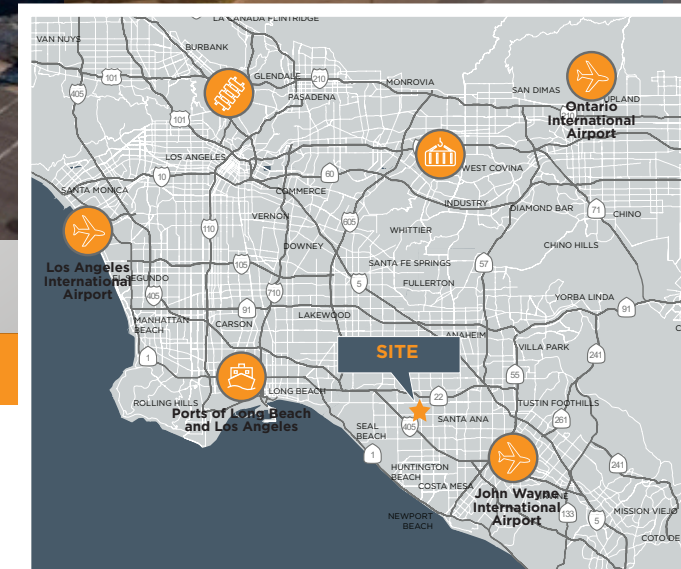 LA CANADA FLINTRIDGE
VAN NUYS
BURBANK
101
GLENDALE
210
MONROVIA
405
PASADENA
SAN DIMAS
UPLAND
210
Ontario
International
Airport
101
LOS ANGELES
10
60
WEST COVINA
SANTA MONICA
COMMERCE
INDUSTRY
DIAMOND BAR
71
CHINO
VERNON
110
605
WHITTIER
DOWNEY
CHINO HILLS
105
SANTA FE SPRINGS
57
Los Angeles
International
Airport
EL SEGUNDO
5
FULLERTON
405
710
YORBA LINDA
91
91
LAKEWOOD
MANHATTAN
BEACH
CARSON
ANAHEIM
SITE
VILLA PARK
1
241
55
LONG BEACH
22
ROLLING HILLS
TUSTIN FOOTHILLS
Ports of Long Beach
and Los Angeles
SANTA ANA
261
405
SEAL
BEACH
1
241
HUNTINGTON
BEACH
COSTA MESA
John Wayne
International
Airport
IRVINE
133
5
MISSION VIEJO
NEWPORT
BEACH
COTO DE